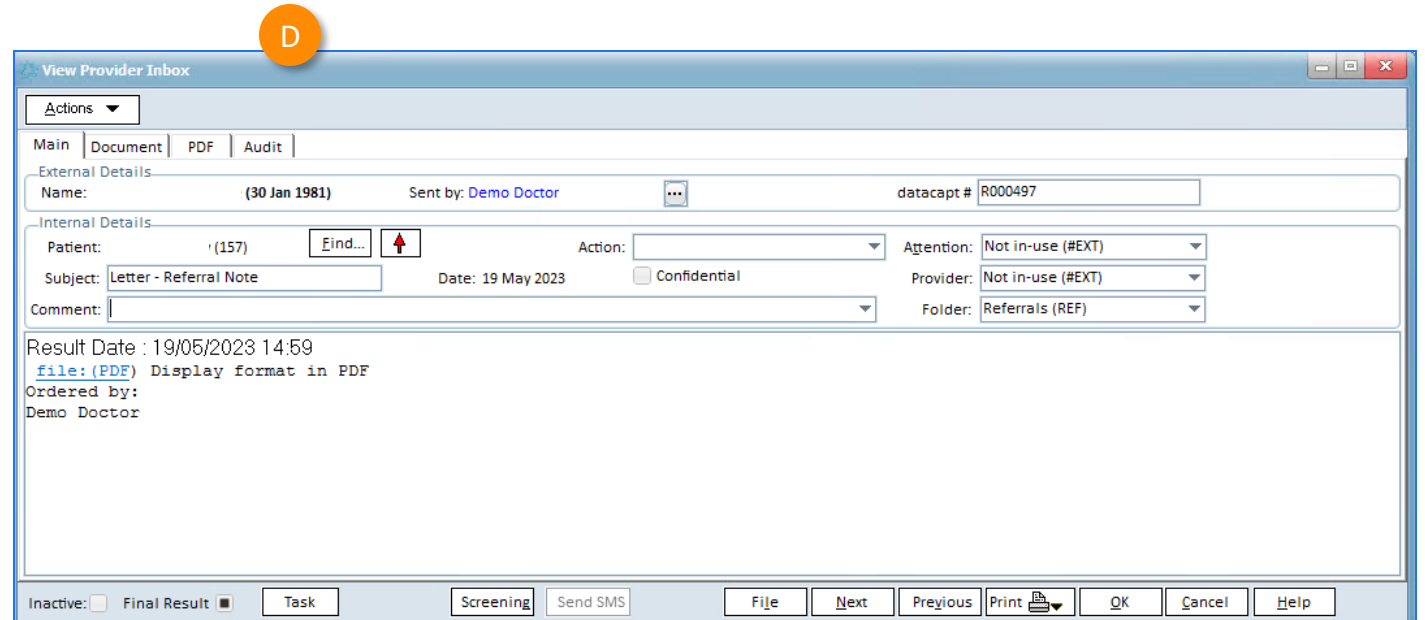 D
View Provider Inbox
Actions
Main Document PDF Audit
External Details
Name: (30 Jan 1981) Sent by: Demo Doctor ... datacapt # R000497
Internal Details
Patient: (157) Find... Action: Attention: Not in-use (#EXT)
Subject: Letter - Referral Note Date: 19 May 2023 Confidential Provider: Not in-use (#EXT)
Comment: Folder: Referrals (REF)
Result Date : 19/05/2023 14:59
file:(PDF) Display format in PDF
Ordered by:
Demo Doctor
Inactive: Final Result Task Screening Send SMS File Next Previous Print OK Cancel Help